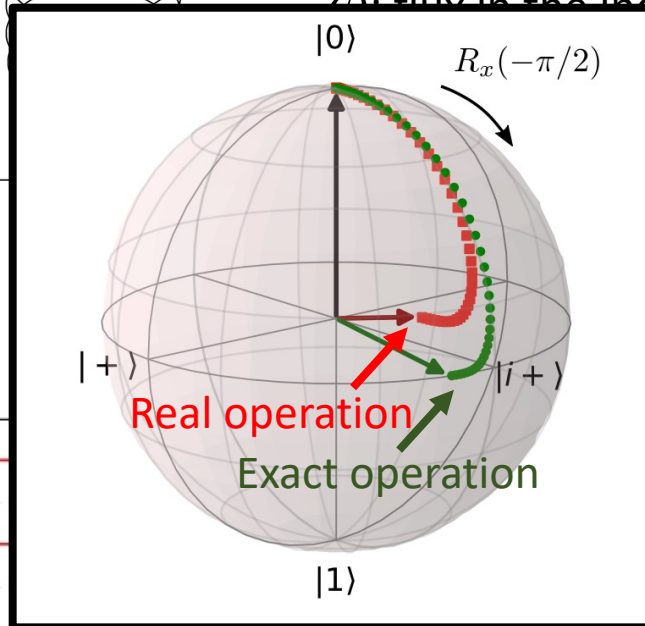 |0⟩
R_x(−π/2)
|+⟩
|i+⟩
Real operation
Exact operation
|1⟩